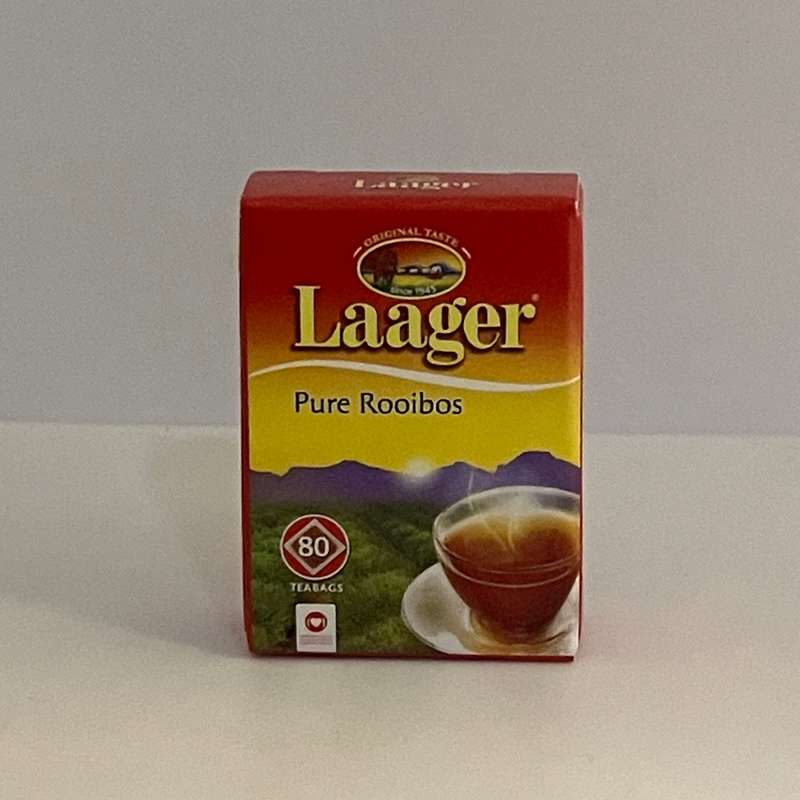 Laager
ORIGINAL TASTE
since 1945
Laager®
Pure Rooibos
80
TEABAGS